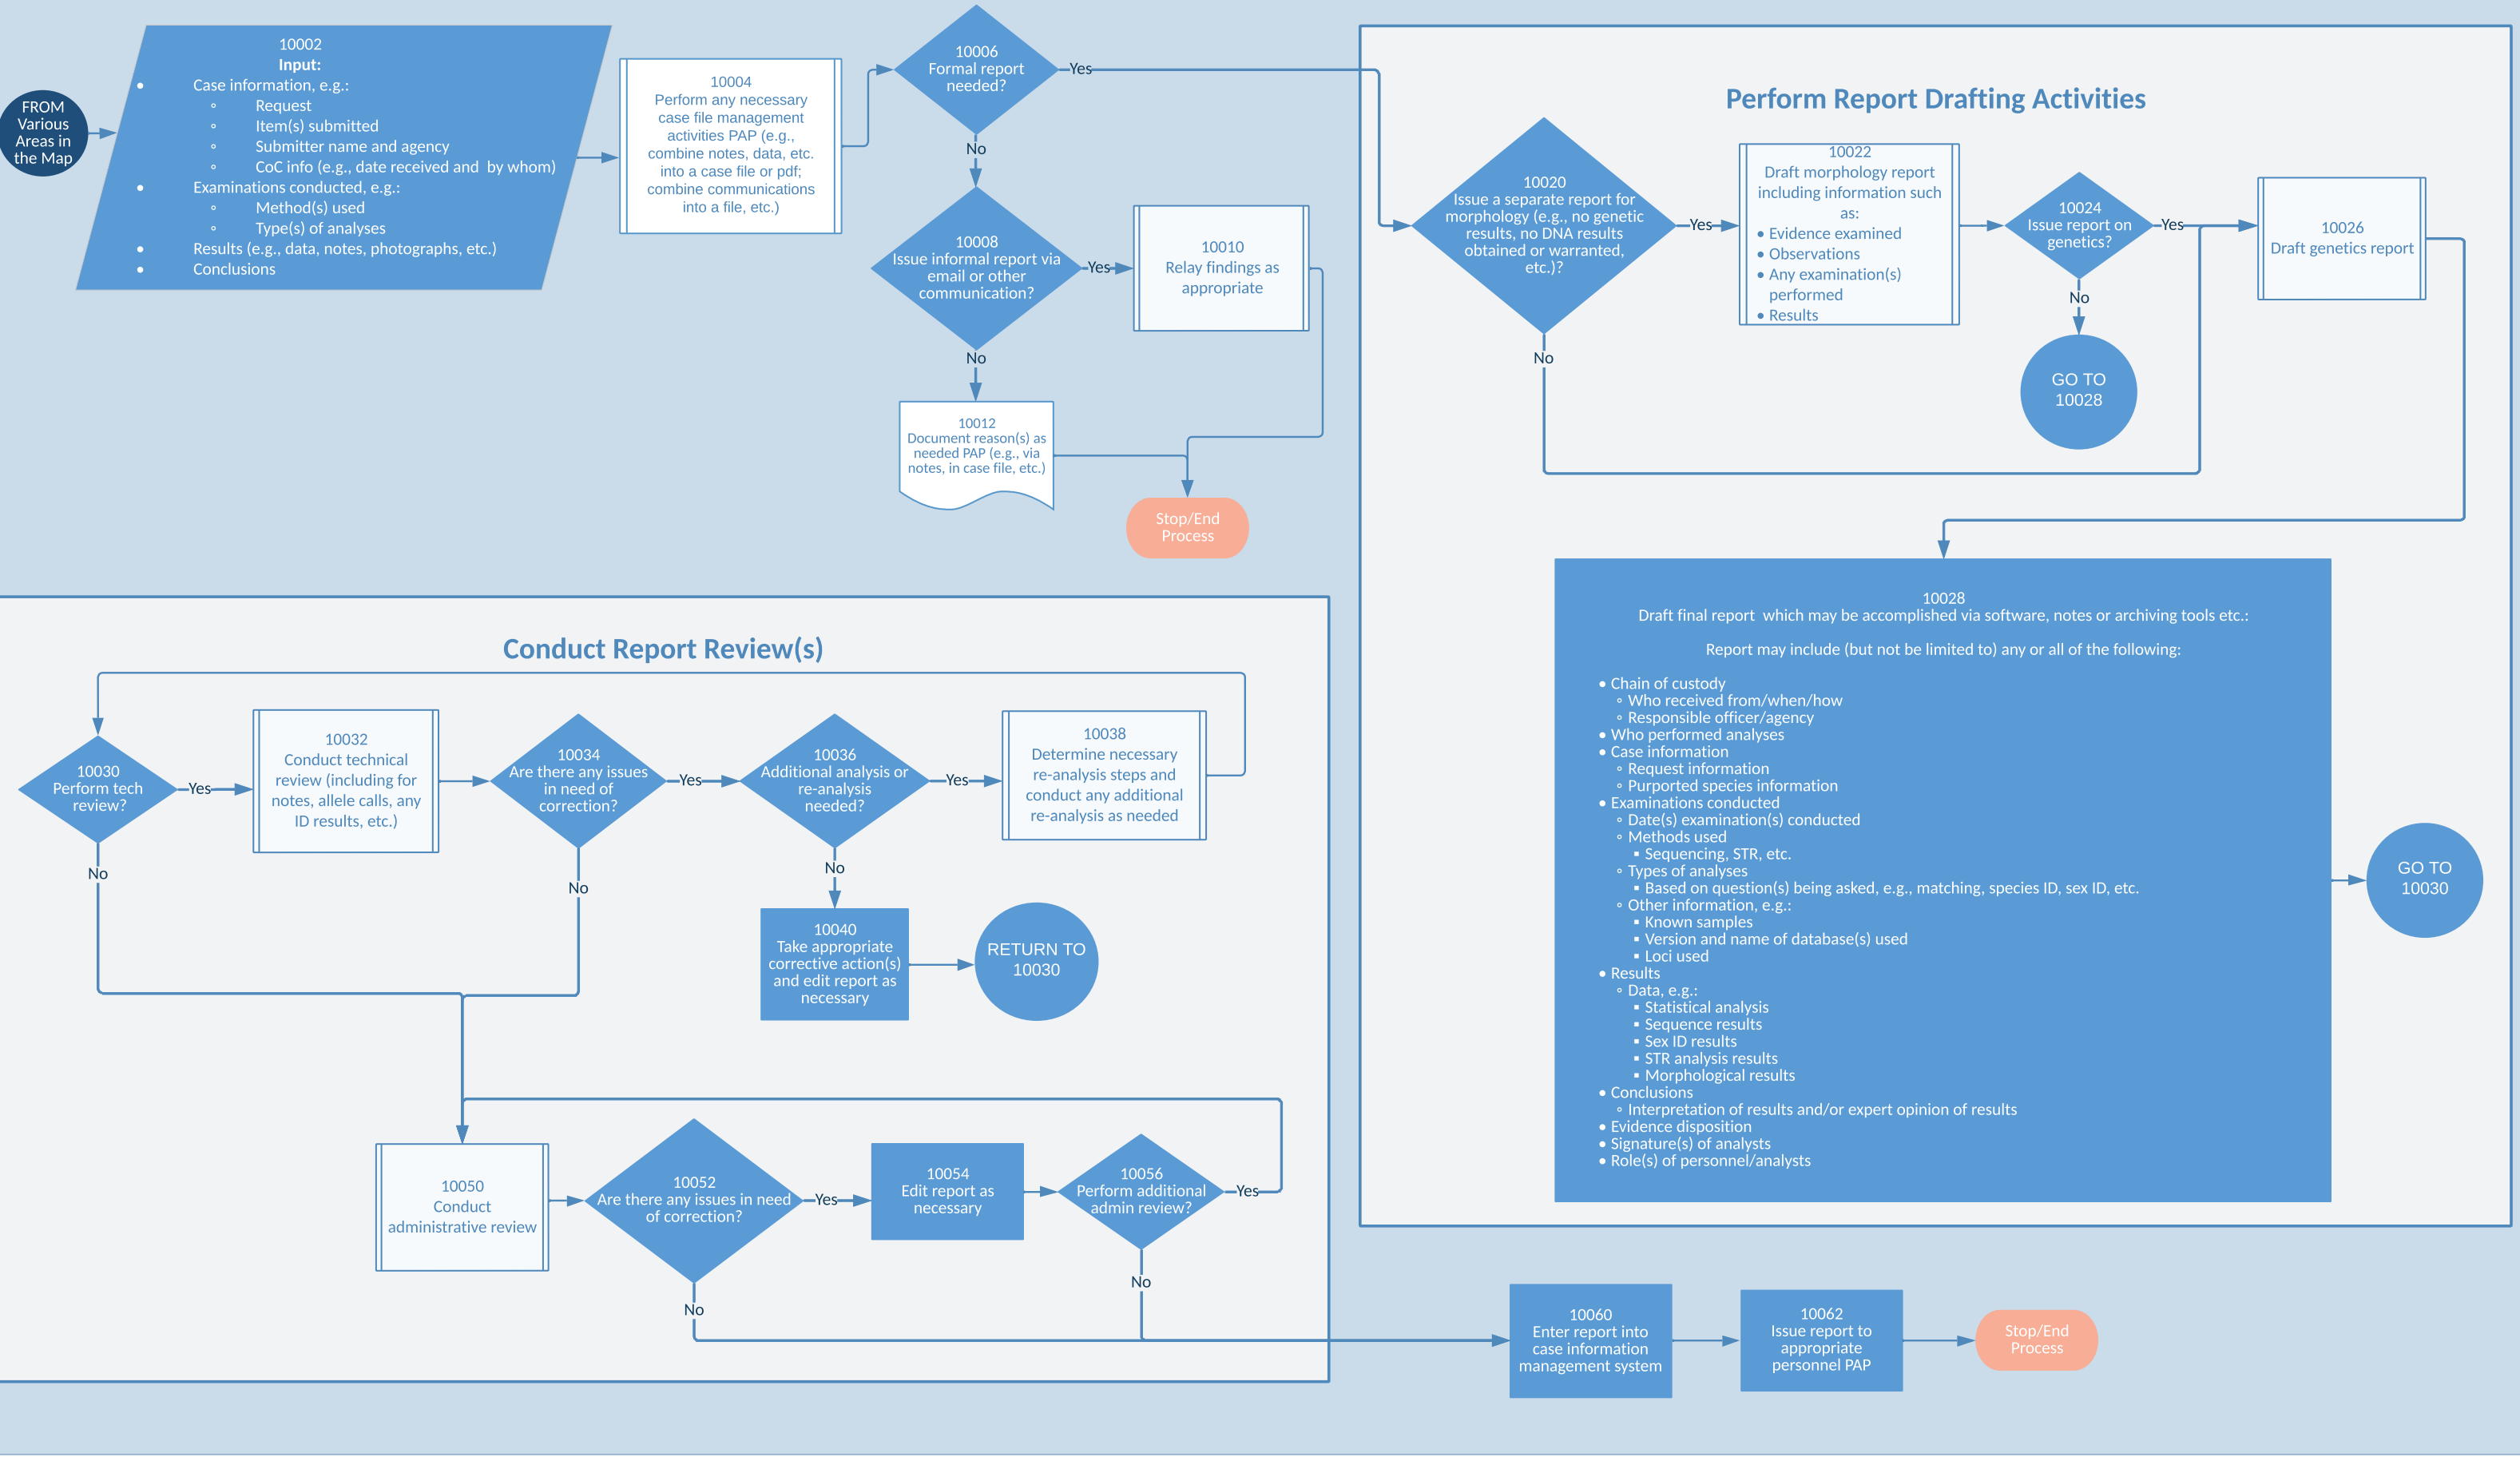 FROM
Various
Areas in
the Map
10002
Input:
• Case information, e.g.:
◦ Request
◦ Item(s) submitted
◦ Submitter name and agency
◦ CoC info (e.g., date received and  by whom)
• Examinations conducted, e.g.:
◦ Method(s) used
◦ Type(s) of analyses
• Results (e.g., data, notes, photographs, etc.)
• Conclusions
10004
Perform any necessary
case file management
activities PAP (e.g.,
combine notes, data, etc.
into a case file or pdf;
combine communications
into a file, etc.)
10006
Formal report
needed?
Yes
No
10008
Issue informal report via
email or other
communication?
Yes
No
10010
Relay findings as
appropriate
10012
Document reason(s) as
needed PAP (e.g., via
notes, in case file, etc.)
Stop/End
Process
Perform Report Drafting Activities
10020
Issue a separate report for
morphology (e.g., no genetic
results, no DNA results
obtained or warranted,
etc.)?
Yes
No
10022
Draft morphology report
including information such
as:
• Evidence examined
• Observations
• Any examination(s)
performed
• Results
10024
Issue report on
genetics?
Yes
No
GO TO
10028
10026
Draft genetics report
10028
Draft final report  which may be accomplished via software, notes or archiving tools etc.:
Report may include (but not be limited to) any or all of the following:
• Chain of custody
◦ Who received from/when/how
◦ Responsible officer/agency
• Who performed analyses
• Case information
◦ Request information
◦ Purported species information
• Examinations conducted
◦ Date(s) examination(s) conducted
◦ Methods used
▪ Sequencing, STR, etc.
◦ Types of analyses
▪ Based on question(s) being asked, e.g., matching, species ID, sex ID, etc.
◦ Other information, e.g.:
▪ Known samples
▪ Version and name of database(s) used
▪ Loci used
• Results
◦ Data, e.g.:
▪ Statistical analysis
▪ Sequence results
▪ Sex ID results
▪ STR analysis results
▪ Morphological results
• Conclusions
◦ Interpretation of results and/or expert opinion of results
• Evidence disposition
• Signature(s) of analysts
• Role(s) of personnel/analysts
GO TO
10030
Conduct Report Review(s)
10030
Perform tech
review?
Yes
No
10032
Conduct technical
review (including for
notes, allele calls, any
ID results, etc.)
10034
Are there any issues
in need of
correction?
Yes
No
10036
Additional analysis or
re-analysis
needed?
Yes
No
10038
Determine necessary
re-analysis steps and
conduct any additional
re-analysis as needed
10040
Take appropriate
corrective action(s)
and edit report as
necessary
RETURN TO
10030
10050
Conduct
administrative review
10052
Are there any issues in need
of correction?
Yes
No
10054
Edit report as
necessary
10056
Perform additional
admin review?
Yes
No
10060
Enter report into
case information
management system
10062
Issue report to
appropriate
personnel PAP
Stop/End
Process